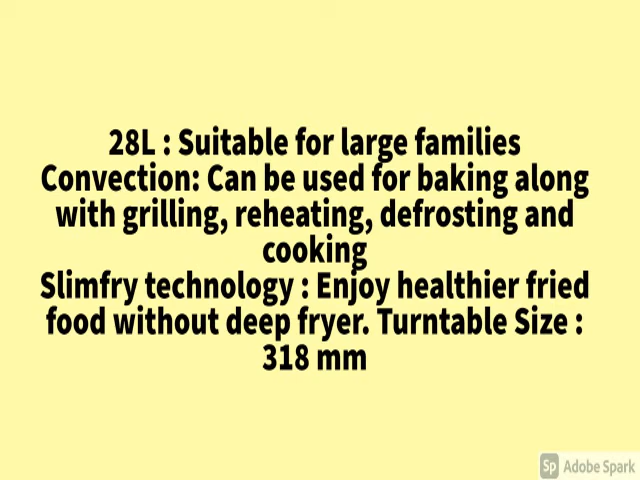 28L : Suitable for large families
Convection: Can be used for baking along
with grilling, reheating, defrosting and
cooking
Slimfry technology : Enjoy healthier fried
food without deep fryer. Turntable Size :
318 mm
Sp Adobe Spark